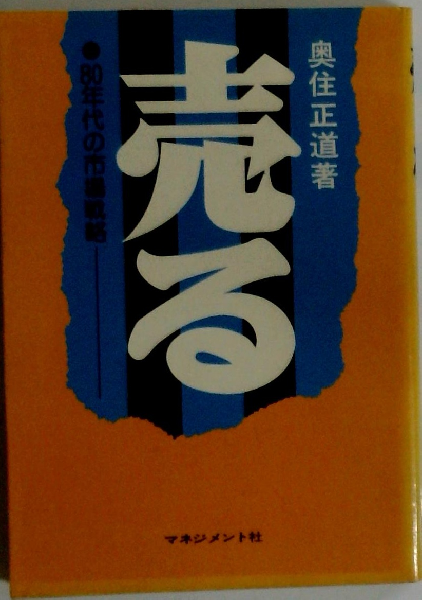 奥住正道著
売る
●80年代の市場戦略
マネジメント社